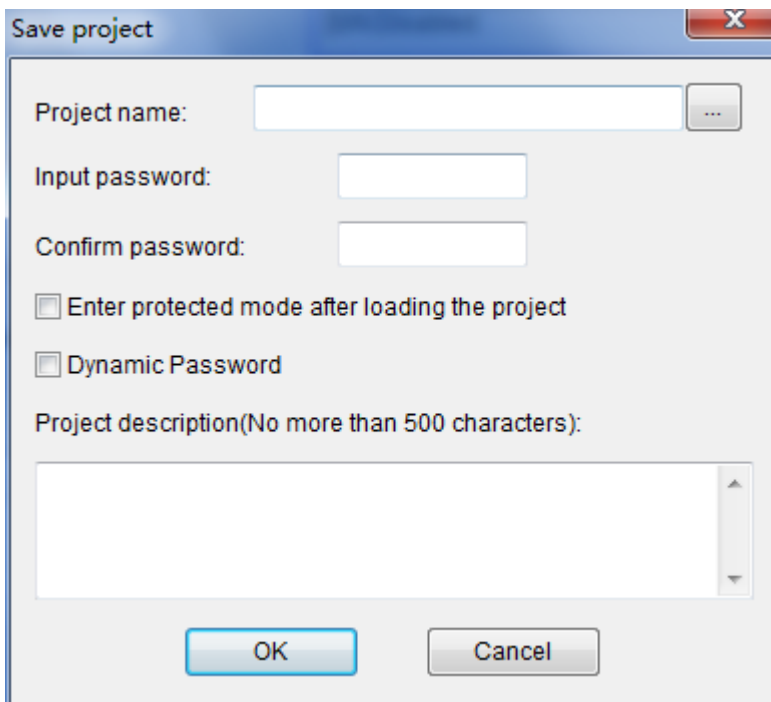 Save project
Project name:
...
Input password:
Confirm password:
Enter protected mode after loading the project
Dynamic Password
Project description(No more than 500 characters):
OK Cancel